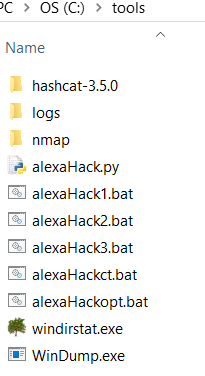 PC > OS (C:) > tools
Name
hashcat-3.5.0
logs
nmap
alexaHack.py
alexaHack1.bat
alexaHack2.bat
alexaHack3.bat
alexaHackct.bat
alexaHackopt.bat
windirstat.exe
WinDump.exe